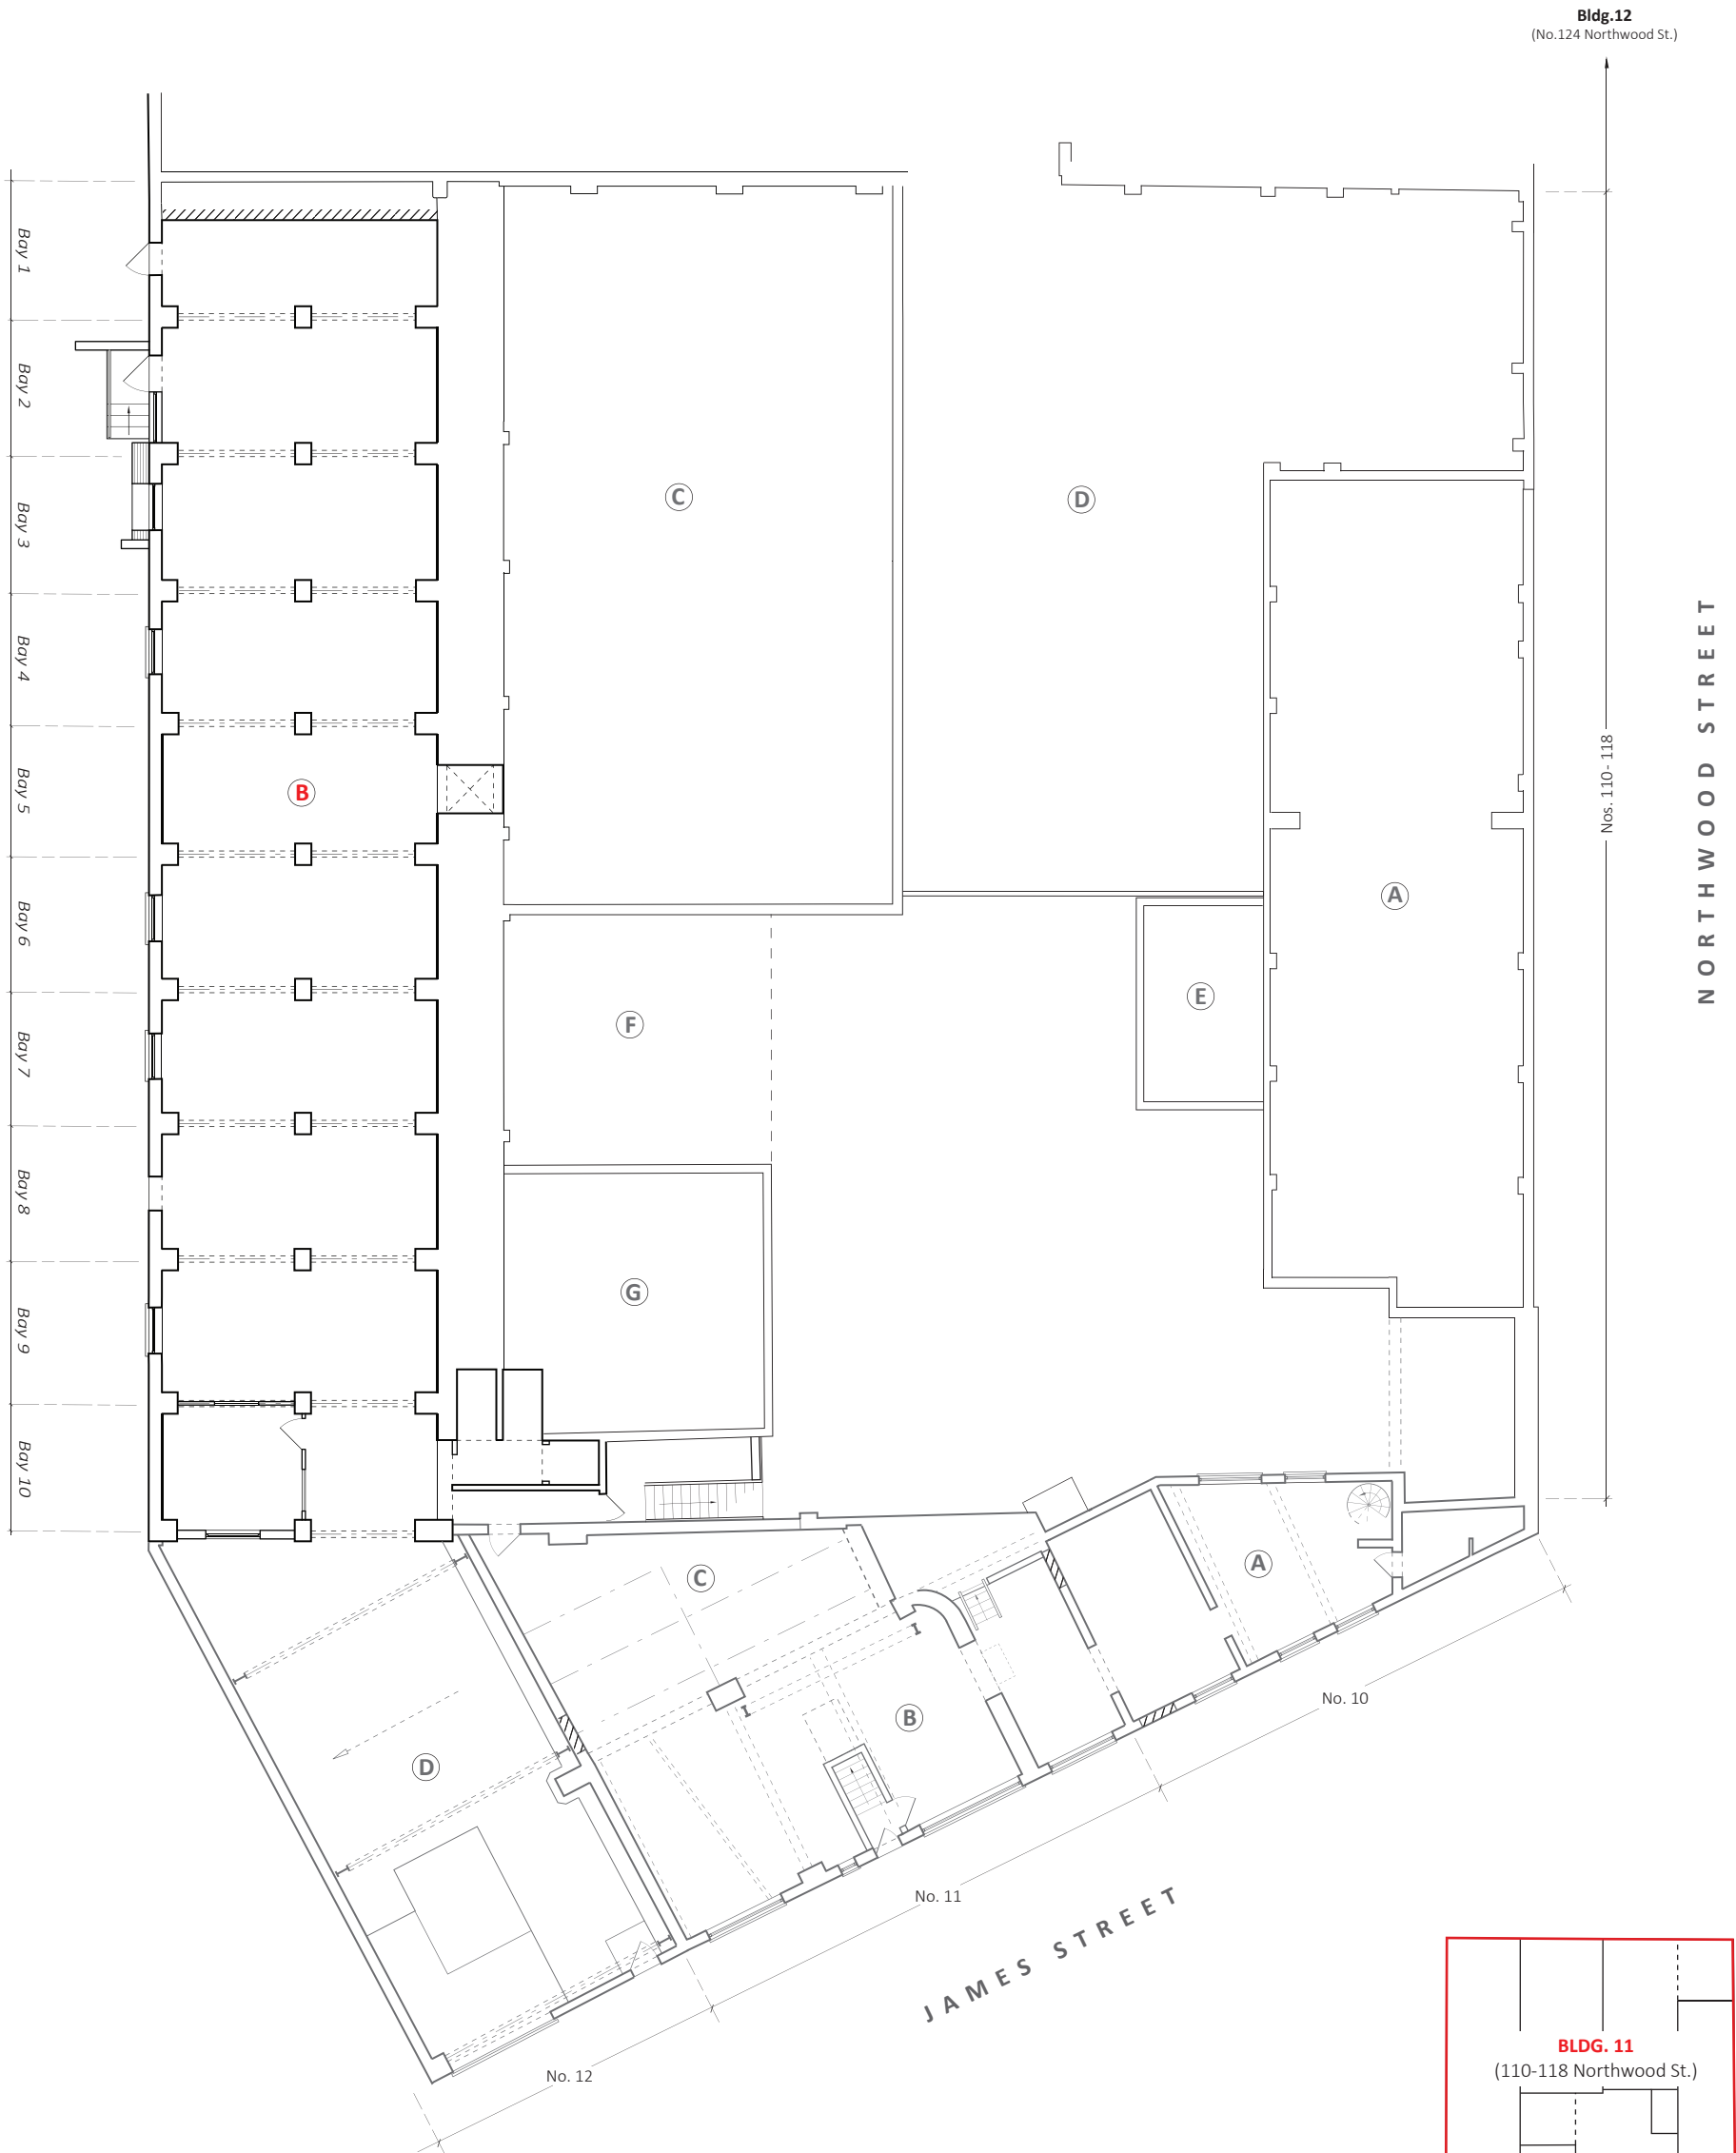 Bldg.12
(No.124 Northwood St.)
Bay 1
Bay 2
Bay 3
Bay 4
Bay 5
Bay 6
Bay 7
Bay 8
Bay 9
Bay 10
C
D
B
A
F
E
G
Nos. 110 - 118
NORTHWOOD STREET
C
A
B
D
No. 10
No. 11
No. 12
JAMES STREET
BLDG. 11
(110-118 Northwood St.)